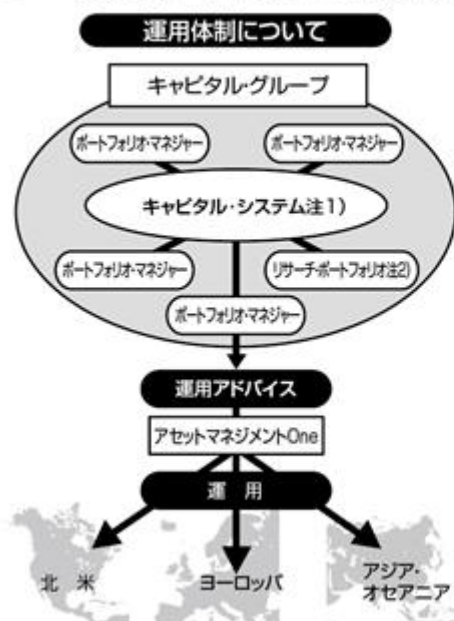 運用体制について
キャピタル・グループ
ポートフォリオ・マネジャー
ポートフォリオ・マネジャー
キャピタル・システム注1)
ポートフォリオ・マネジャー
リサーチ・ポートフォリオ注2)
ポートフォリオ・マネジャー
運用アドバイス
アセットマネジメントOne
運 用
北 米
ヨーロッパ
アジア・
オセアニア